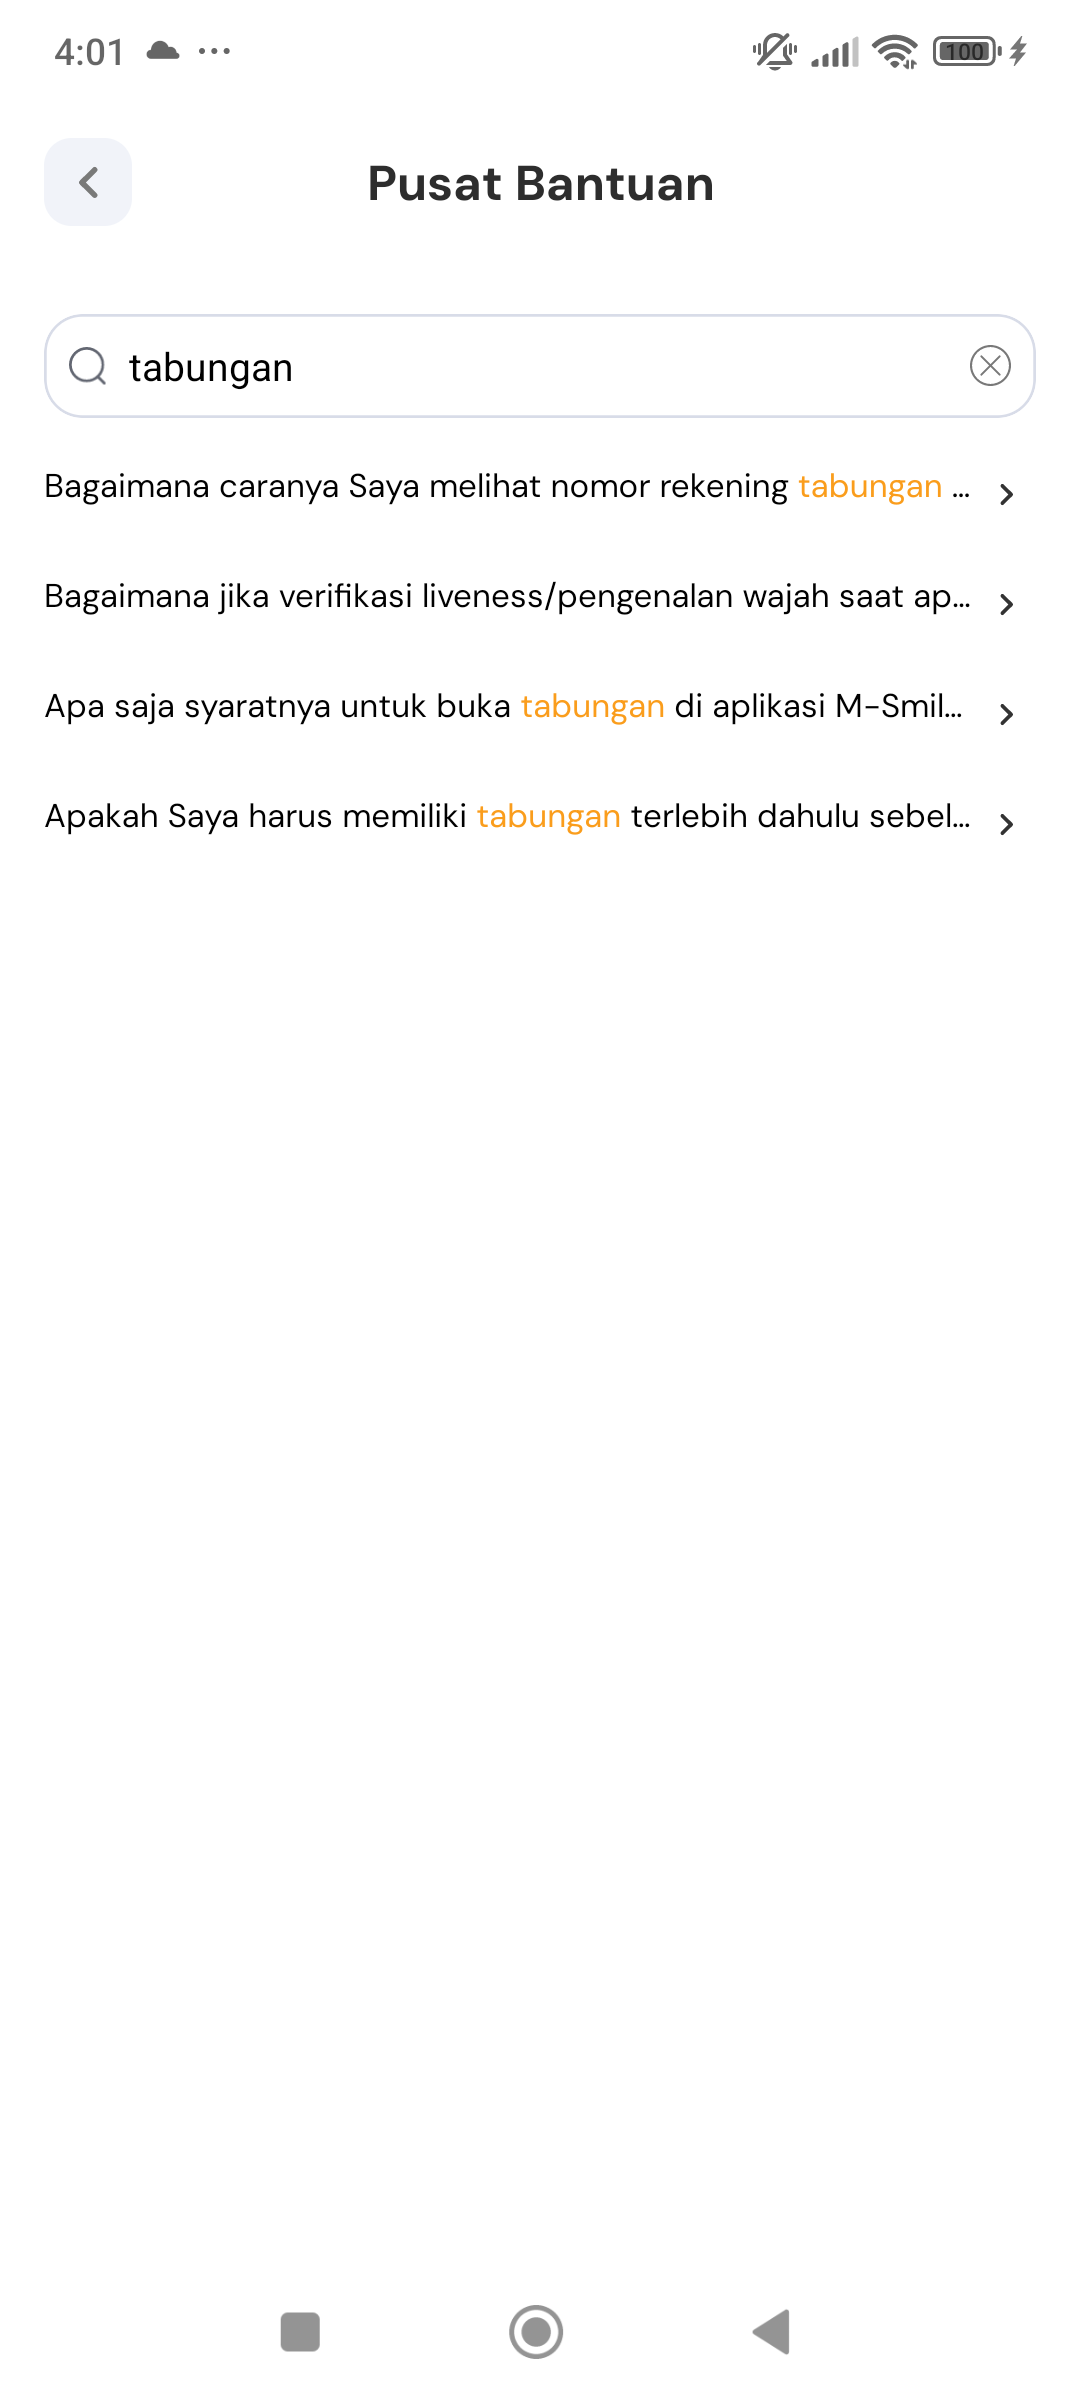 4:01
100
Pusat Bantuan
tabungan
Bagaimana caranya Saya melihat nomor rekening tabungan ...
Bagaimana jika verifikasi liveness/pengenalan wajah saat ap...
Apa saja syaratnya untuk buka tabungan di aplikasi M-Smil...
Apakah Saya harus memiliki tabungan terlebih dahulu sebel...